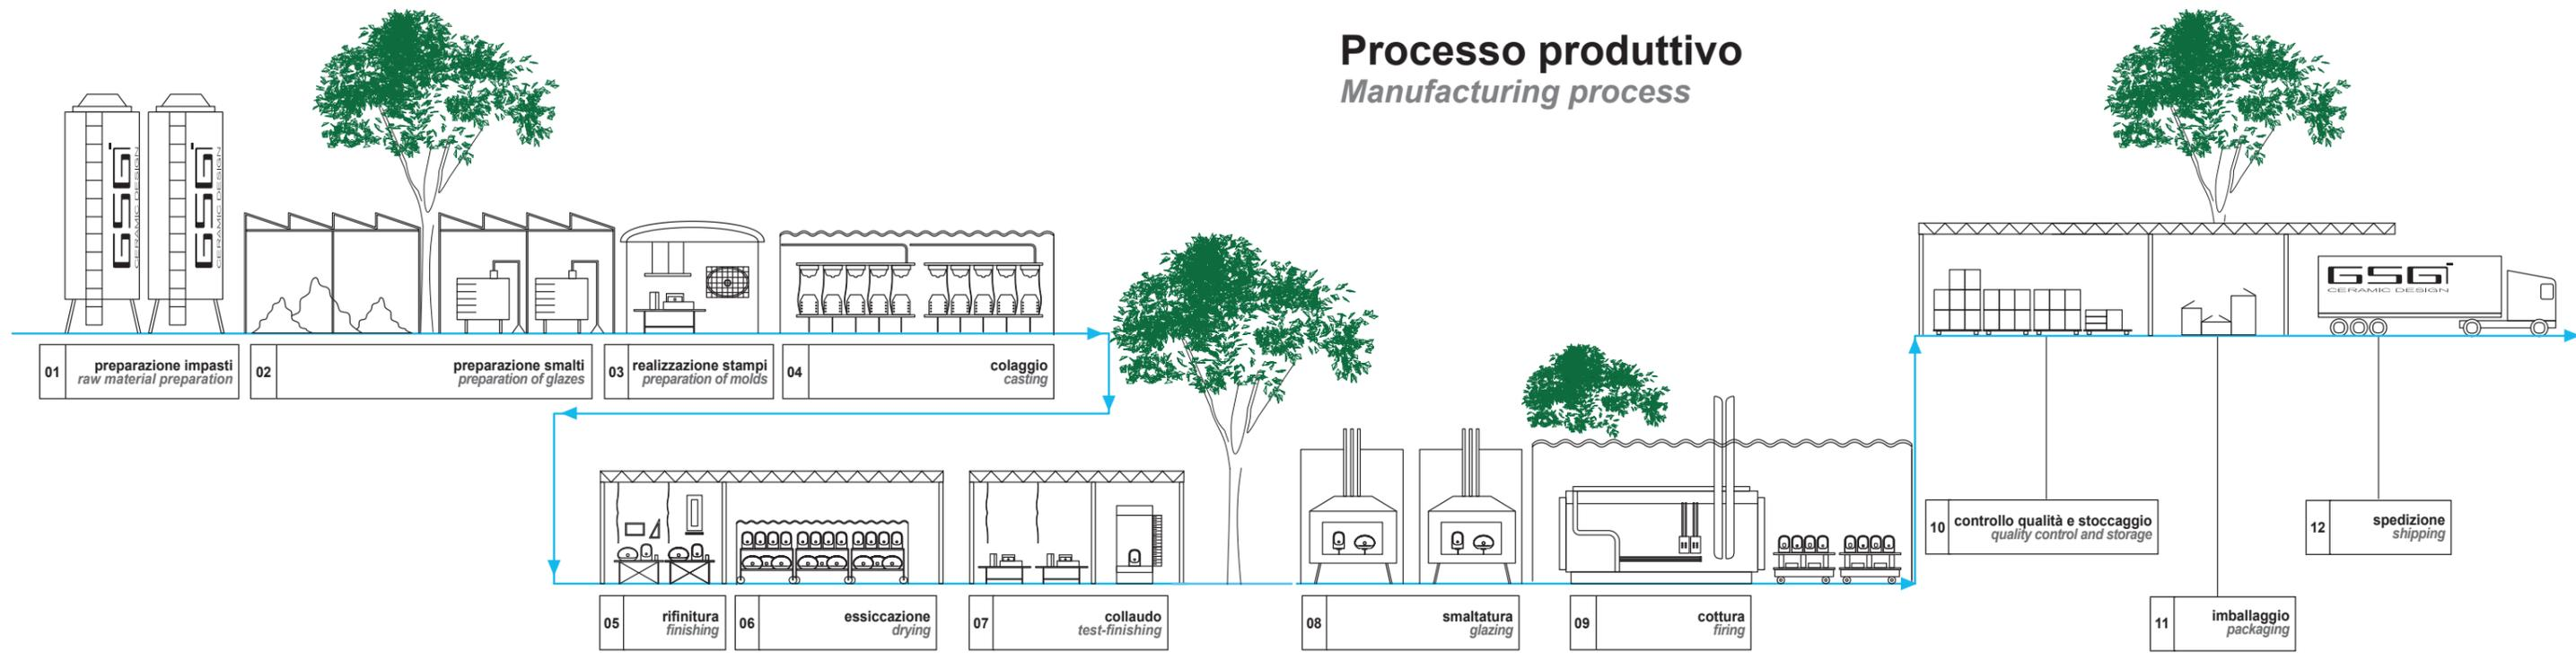 Processo produttivo
Manufacturing process
GSG
CERAMIC DESIGN
GSG
CERAMIC DESIGN
01
preparazione impasti
raw material preparation
02
preparazione smalti
preparation of glazes
03
realizzazione stampi
preparation of molds
04
colaggio
casting
05
rifinitura
finishing
06
essiccazione
drying
07
collaudo
test-finishing
08
smaltatura
glazing
09
cottura
firing
GSG
CERAMIC DESIGN
10
controllo qualità e stoccaggio
quality control and storage
11
imballaggio
packaging
12
spedizione
shipping